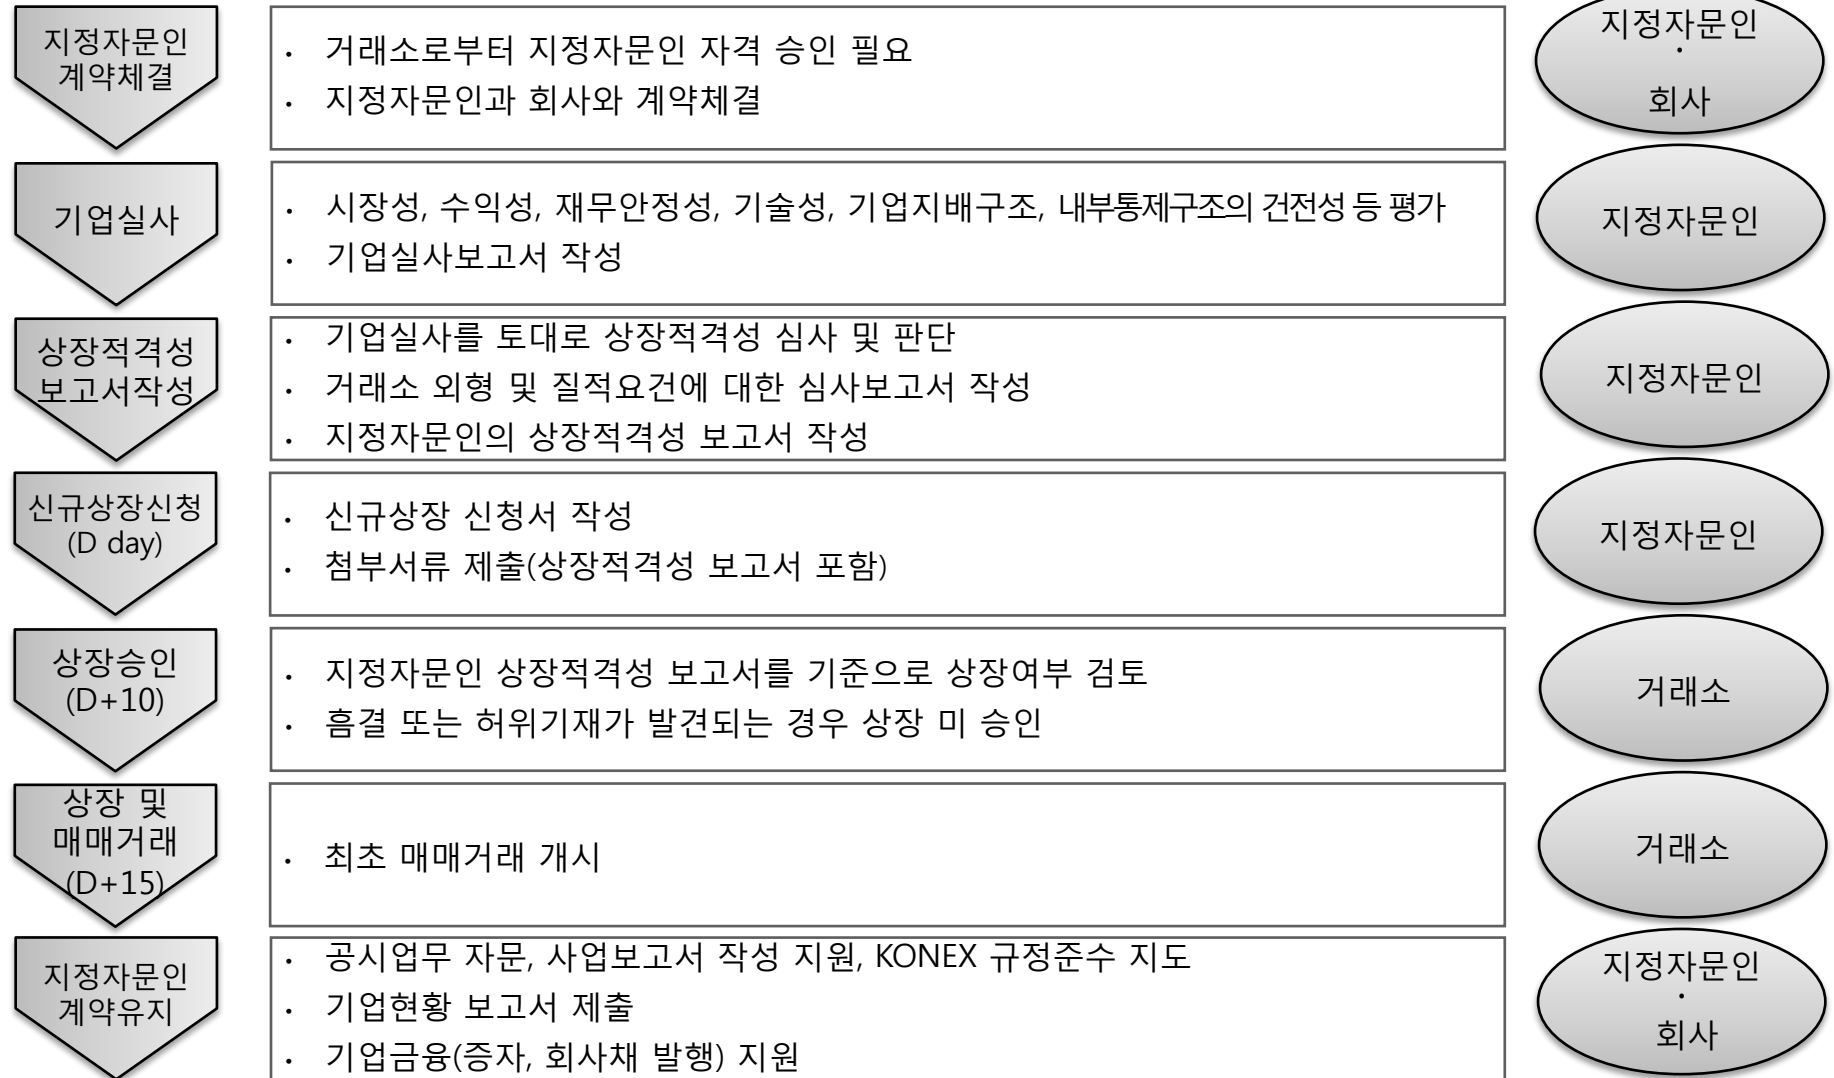 지정자문인
계약체결
· 거래소로부터 지정자문인 자격 승인 필요
· 지정자문인과 회사와 계약체결
지정자문인
·
회사
기업실사
· 시장성, 수익성, 재무안정성, 기술성, 기업지배구조, 내부통제구조의 건전성 등 평가
· 기업실사보고서 작성
지정자문인
상장적격성
보고서작성
· 기업실사를 토대로 상장적격성 심사 및 판단
· 거래소 외형 및 질적요건에 대한 심사보고서 작성
· 지정자문인의 상장적격성 보고서 작성
지정자문인
신규상장신청
(D day)
· 신규상장 신청서 작성
· 첨부서류 제출(상장적격성 보고서 포함)
지정자문인
상장승인
(D+10)
· 지정자문인 상장적격성 보고서를 기준으로 상장여부 검토
· 흠결 또는 허위기재가 발견되는 경우 상장 미 승인
거래소
상장 및
매매거래
(D+15)
· 최초 매매거래 개시
거래소
지정자문인
계약유지
· 공시업무 자문, 사업보고서 작성 지원, KONEX 규정준수 지도
· 기업현황 보고서 제출
· 기업금융(증자, 회사채 발행) 지원
지정자문인
·
회사